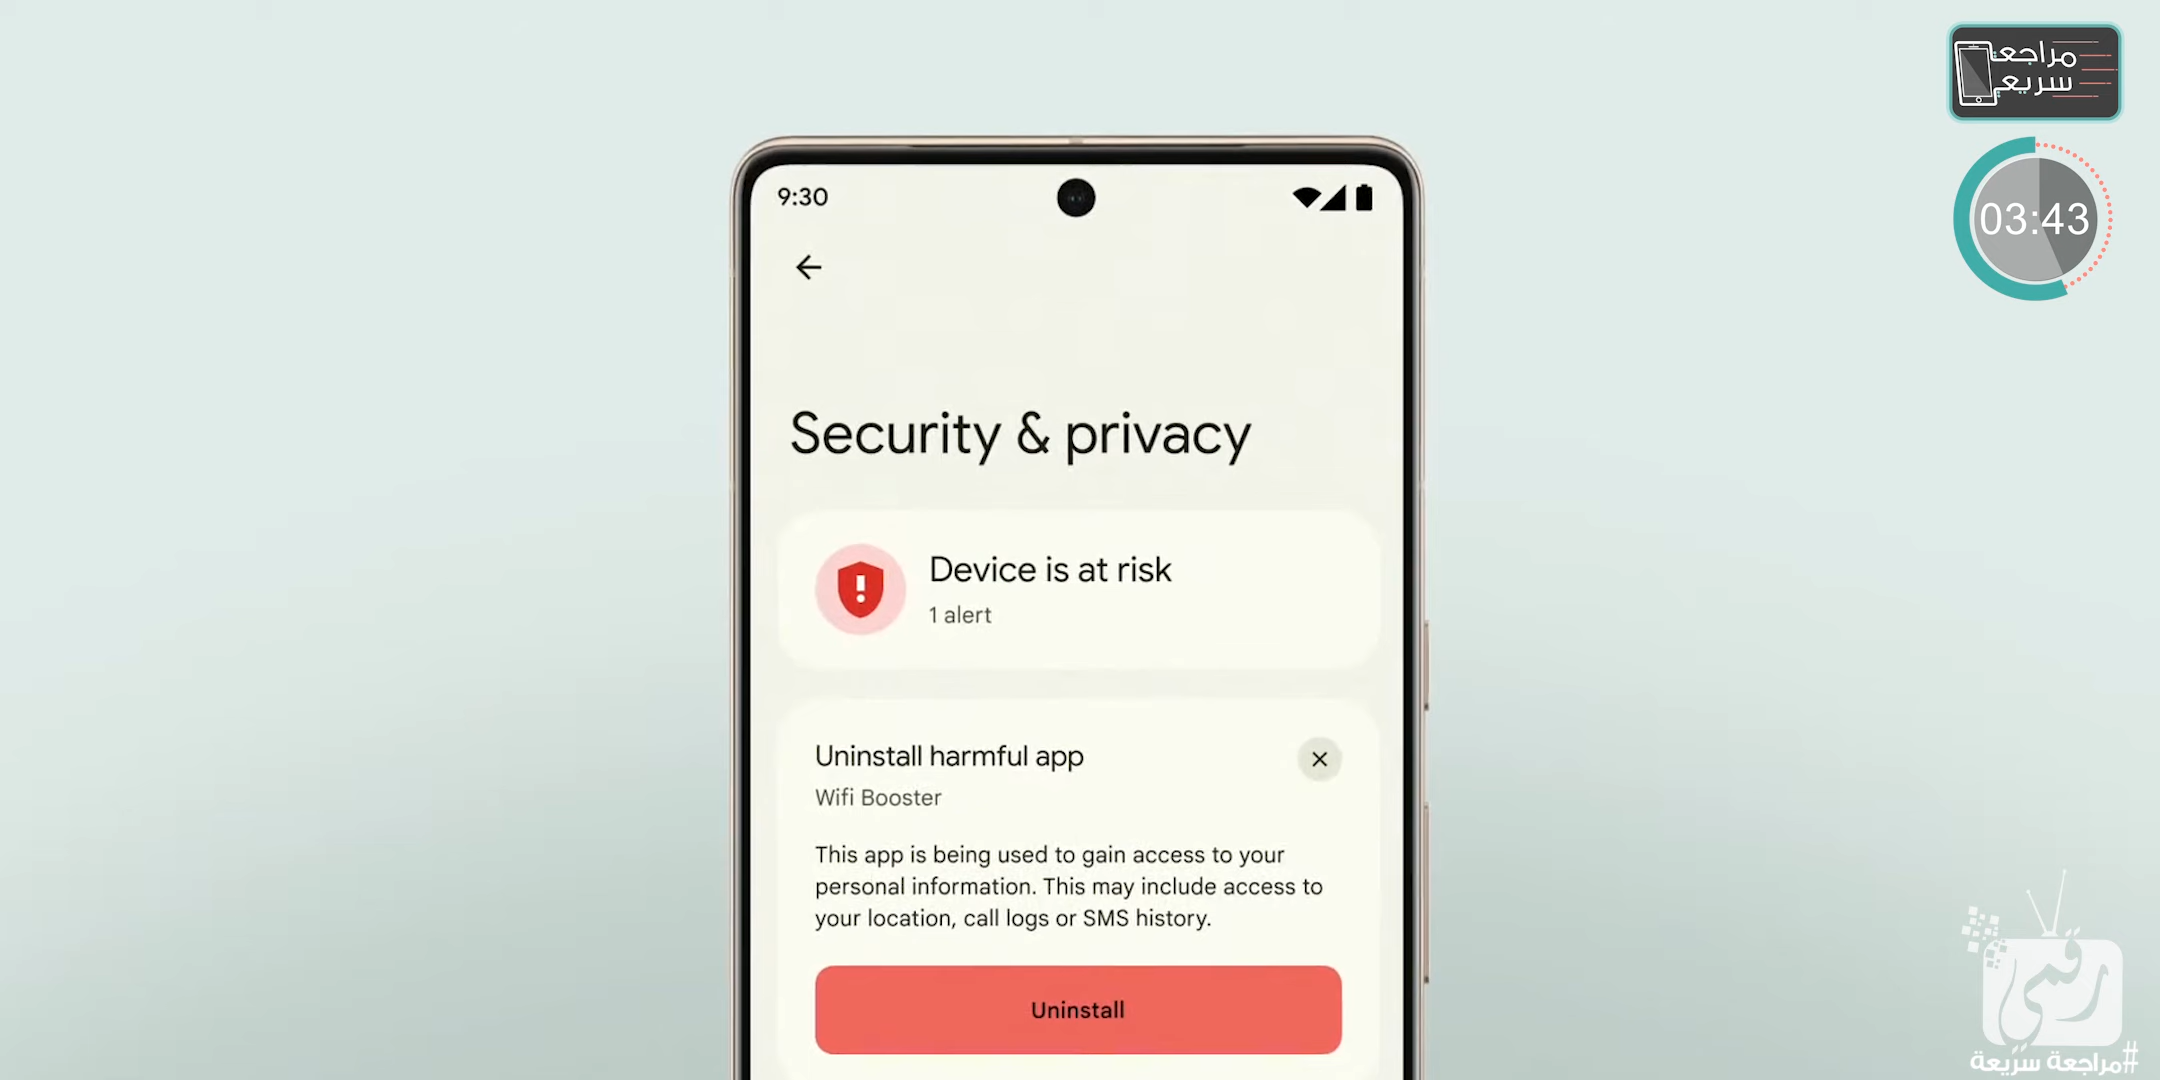 مراجعة
سريعة
03:43
9:30
Security & privacy
Device is at risk
1 alert
Uninstall harmful app
Wifi Booster
This app is being used to gain access to your
personal information. This may include access to
your location, call logs or SMS history.
Uninstall
رقمي
#مراجعة سريعة